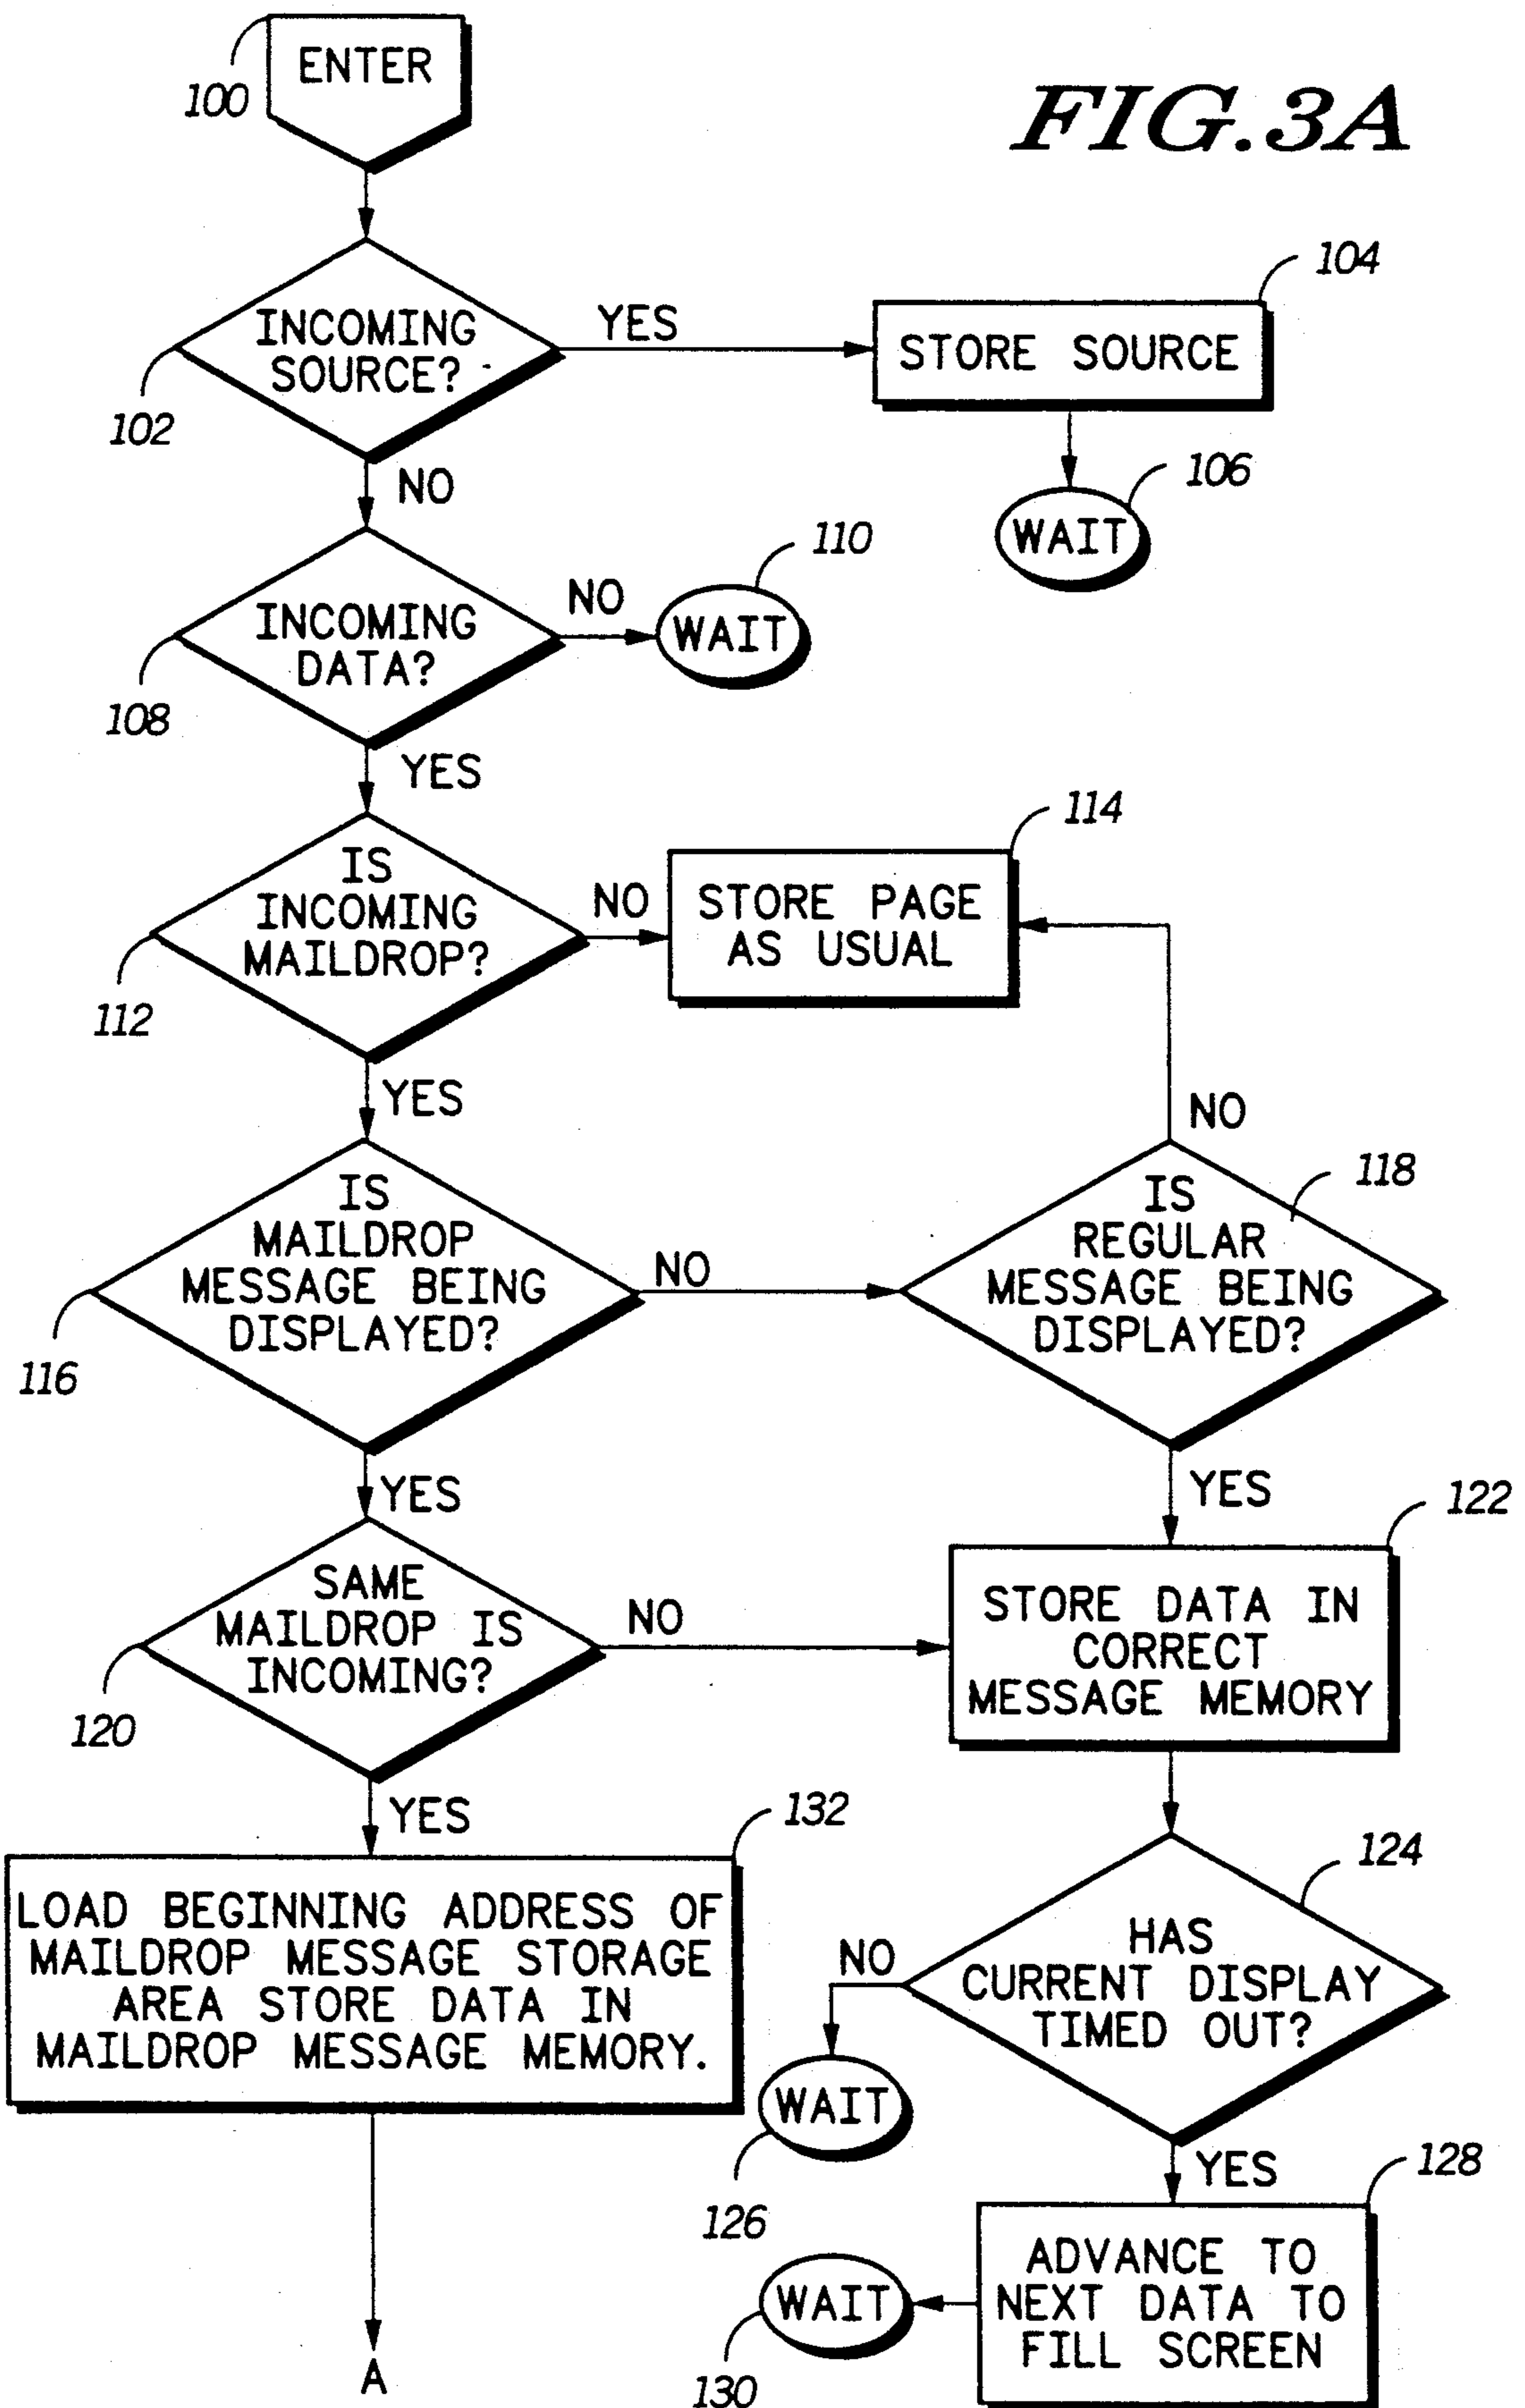 ENTER
100
FIG.3A
104
INCOMING
SOURCE?
YES
STORE SOURCE
102
NO
106
WAIT
110
INCOMING
DATA?
NO
WAIT
108
YES
114
IS
INCOMING
MAILDROP?
NO
STORE PAGE
AS USUAL
112
YES
NO
118
IS
MAILDROP
MESSAGE BEING
DISPLAYED?
NO
IS
REGULAR
MESSAGE BEING
DISPLAYED?
116
YES
YES
122
SAME
MAILDROP IS
INCOMING?
NO
STORE DATA IN
CORRECT
MESSAGE MEMORY
120
YES
132
124
LOAD BEGINNING ADDRESS OF
MAILDROP MESSAGE STORAGE
AREA STORE DATA IN
MAILDROP MESSAGE MEMORY.
NO
HAS
CURRENT DISPLAY
TIMED OUT?
WAIT
126
YES
128
ADVANCE TO
NEXT DATA TO
FILL SCREEN
WAIT
130
A